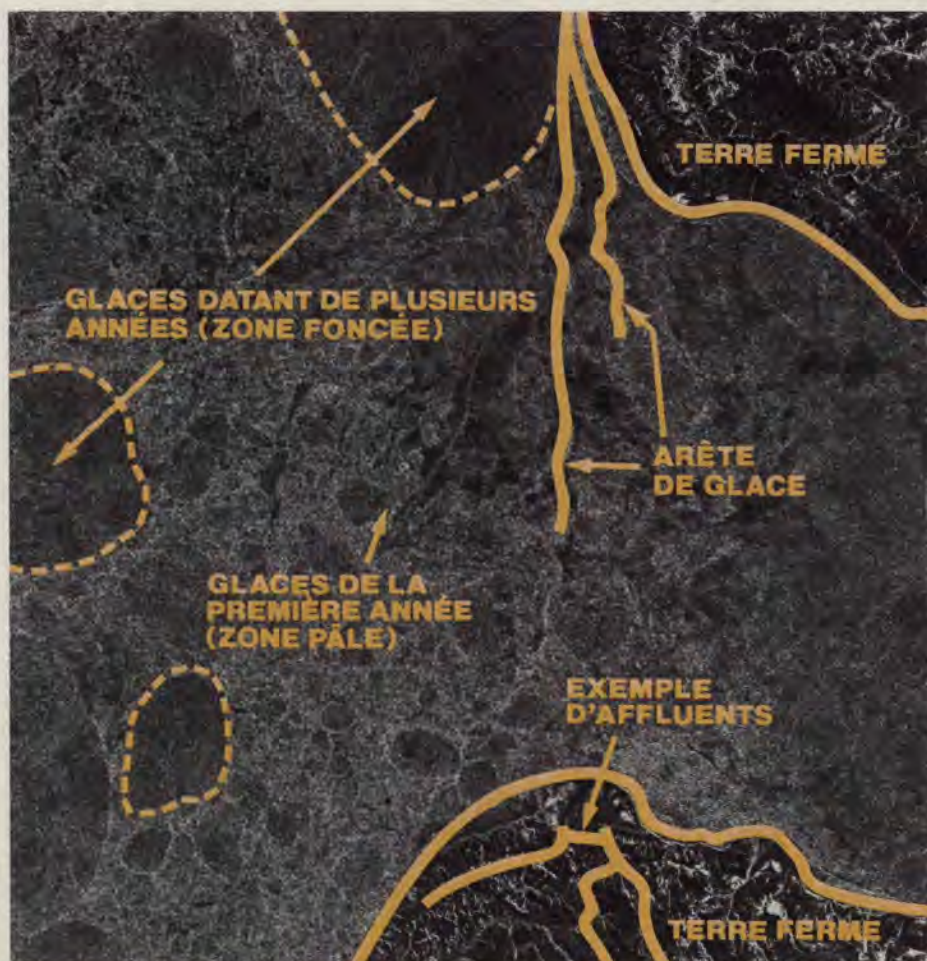 TERRE FERME
GLACES DATANT DE PLUSIEURS
ANNÉES (ZONE FONCÉE)
ARÊTE
DE GLACE
GLACES DE LA
PREMIÈRE ANNÉE
(ZONE PÂLE)
EXEMPLE
D'AFFLUENTS
TERRE FERME